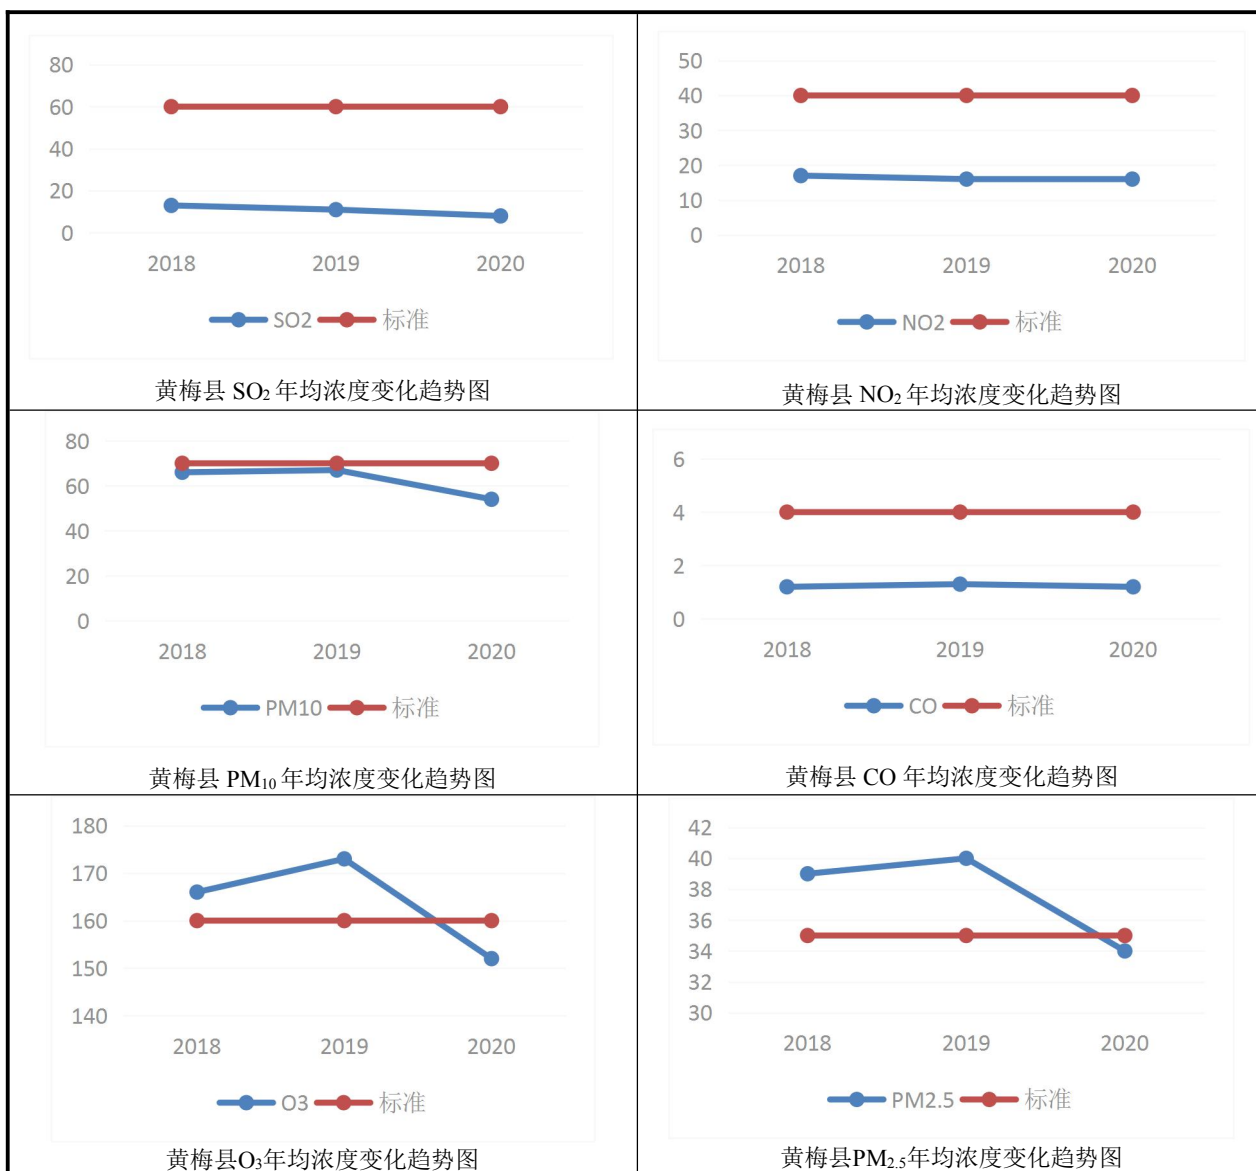 80
60
40
20
0
2018 2019 2020
SO2 标准
黄梅县 SO₂ 年均浓度变化趋势图
50
40
30
20
10
0
2018 2019 2020
NO2 标准
黄梅县 NO₂ 年均浓度变化趋势图
80
60
40
20
0
2018 2019 2020
PM10 标准
黄梅县 PM₁₀ 年均浓度变化趋势图
6
4
2
0
2018 2019 2020
CO 标准
黄梅县 CO 年均浓度变化趋势图
180
170
160
150
140
2018 2019 2020
O3 标准
黄梅县O₃年均浓度变化趋势图
42
40
38
36
34
32
30
2018 2019 2020
PM2.5 标准
黄梅县PM₂.₅年均浓度变化趋势图